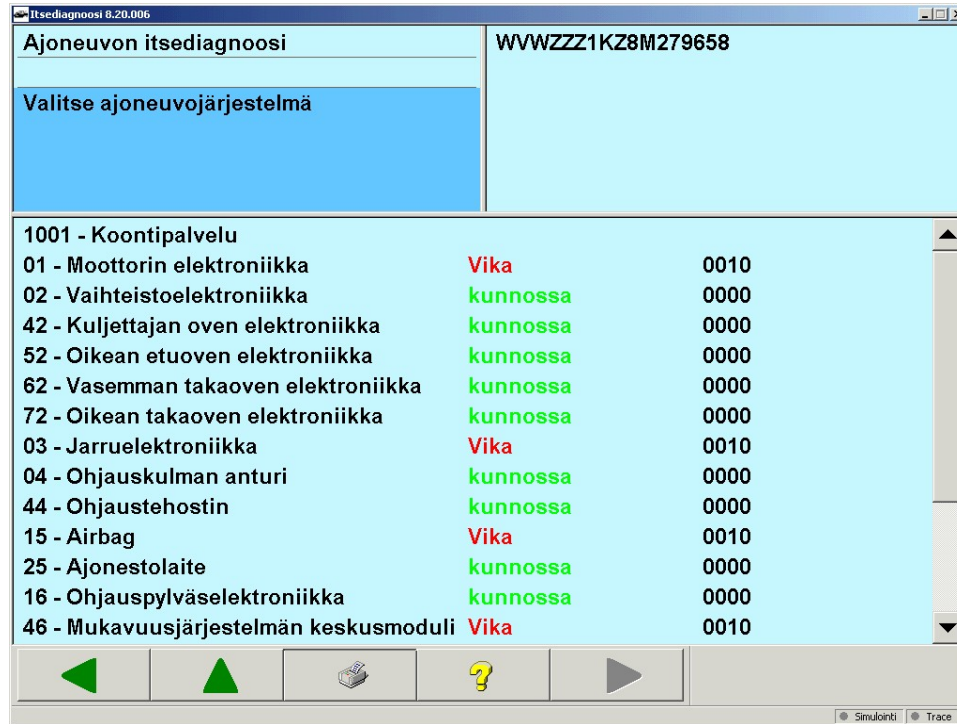 Itsediagnoosi 8.20.006
Ajoneuvon itsediagnoosi
WVWZZZ1KZ8M279658
Valitse ajoneuvojärjestelmä
1001 - Koontipalvelu
01 - Moottorin elektroniikka Vika 0010
02 - Vaihteistoelektroniikka kunnossa 0000
42 - Kuljettajan oven elektroniikka kunnossa 0000
52 - Oikean etuoven elektroniikka kunnossa 0000
62 - Vasemman takaoven elektroniikka kunnossa 0000
72 - Oikean takaoven elektroniikka kunnossa 0000
03 - Jarruelektroniikka Vika 0010
04 - Ohjauskulman anturi kunnossa 0000
44 - Ohjaustehostin kunnossa 0000
15 - Airbag Vika 0010
25 - Ajonestolaite kunnossa 0000
16 - Ohjauspylväselektroniikka kunnossa 0000
46 - Mukavuusjärjestelmän keskusmoduli Vika 0010
Simulointi Trace